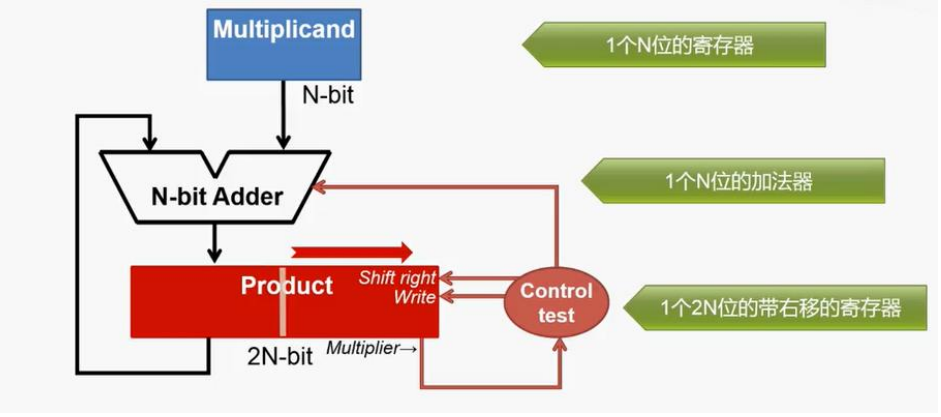 Multiplicand
1个N位的寄存器
N-bit
N-bit Adder
1个N位的加法器
Product
Shift right
Write
Control
test
1个2N位的带右移的寄存器
2N-bit
Multiplier→